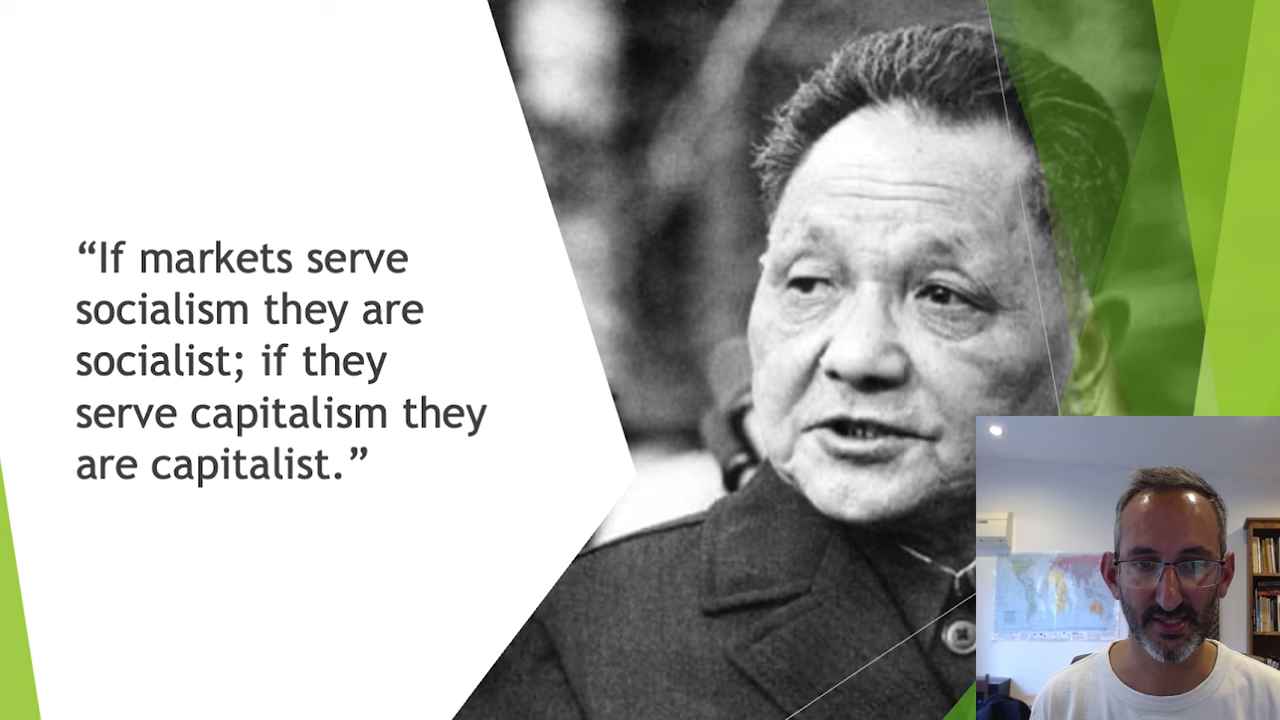 “If markets serve
socialism they are
socialist; if they
serve capitalism they
are capitalist.”